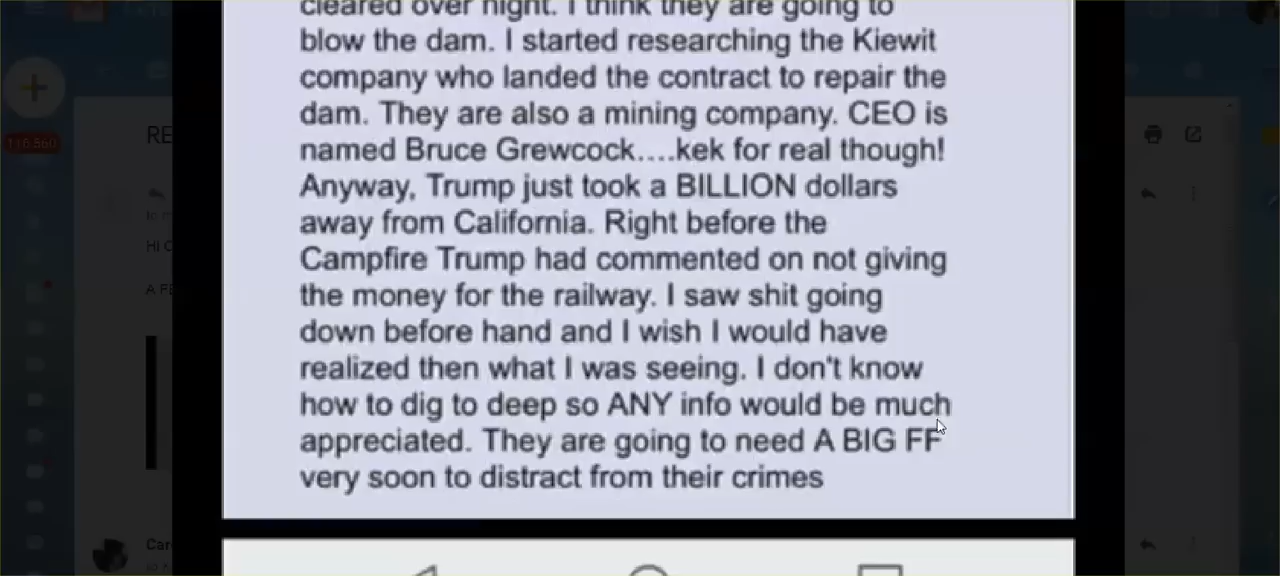 cleared over night. I think they are going to
blow the dam. I started researching the Kiewit
company who landed the contract to repair the
dam. They are also a mining company. CEO is
named Bruce Grewcock....kek for real though!
Anyway, Trump just took a BILLION dollars
away from California. Right before the
Campfire Trump had commented on not giving
the money for the railway. I saw shit going
down before hand and I wish I would have
realized then what I was seeing. I don't know
how to dig to deep so ANY info would be much
appreciated. They are going to need A BIG FF
very soon to distract from their crimes
RE
HI C